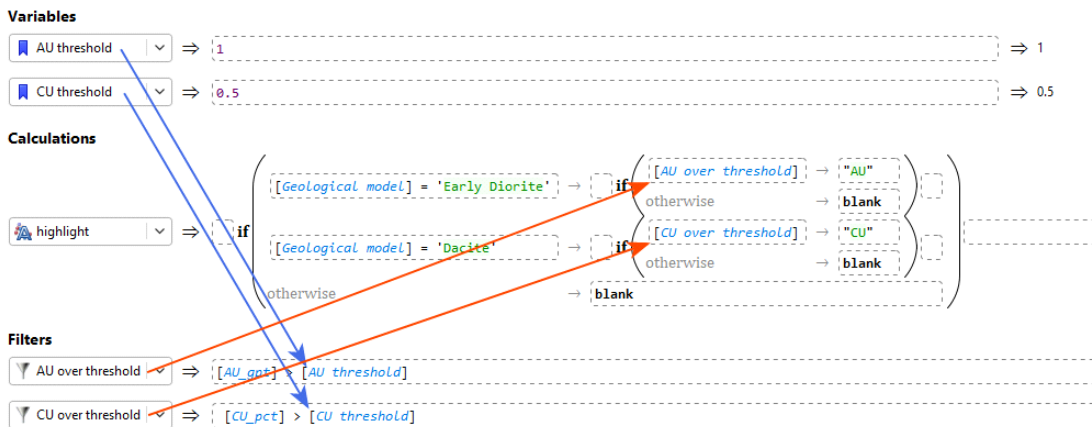 Variables
AU threshold ⇒ 1 ⇒ 1
CU threshold ⇒ 0.5 ⇒ 0.5
Calculations
[AU over threshold] → "AU"
[Geological model] = 'Early Diorite' → if otherwise → blank
highlight ⇒ if
[CU over threshold] → "CU"
[Geological model] = 'Dacite' → if otherwise → blank
otherwise → blank
Filters
AU over threshold ⇒ [AU_gpt] > [AU threshold]
CU over threshold ⇒ [CU_pct] > [CU threshold]